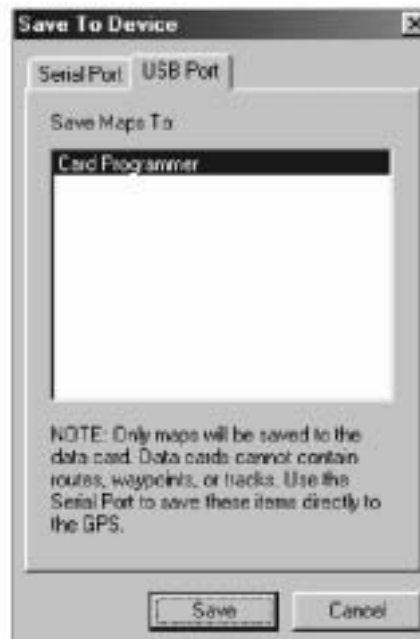 Save To Device
Serial Port USB Port
Save Maps To
Card Programmer
NOTE: Only maps will be saved to the
data card. Data cards cannot contain
routes, waypoints, or tracks. Use the
Serial Port to save these items directly to
the GPS.
Save Cancel